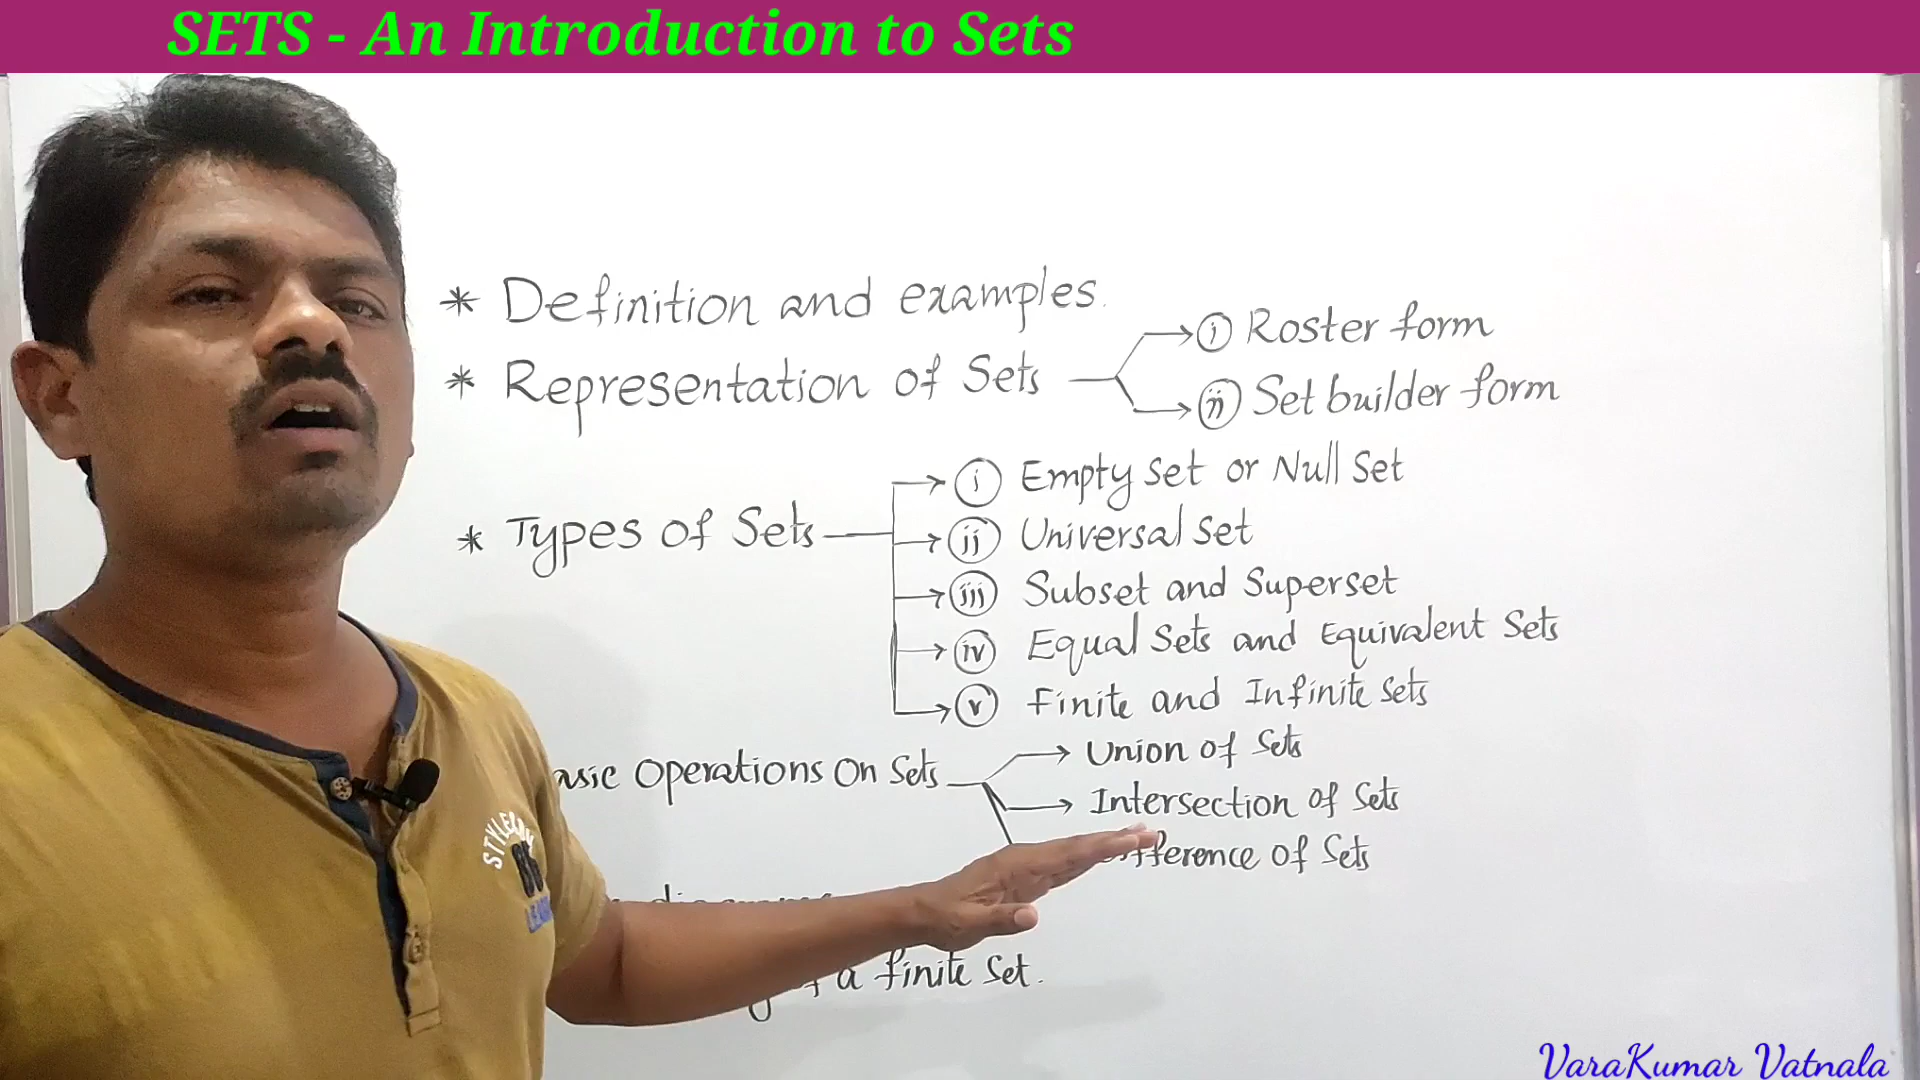 SETS - An Introduction to Sets
* Definition and examples.
* Representation of Sets
(i) Roster form
(ii) Set builder form
* Types of Sets
(i) Empty set or Null Set
(ii) Universal Set
(iii) Subset and Superset
(iv) Equal Sets and Equivalent Sets
(v) Finite and Infinite Sets
Operations On Sets
Union of Sets
Intersection of Sets
of Sets
a finite Set.
VaraKumar Vatnala